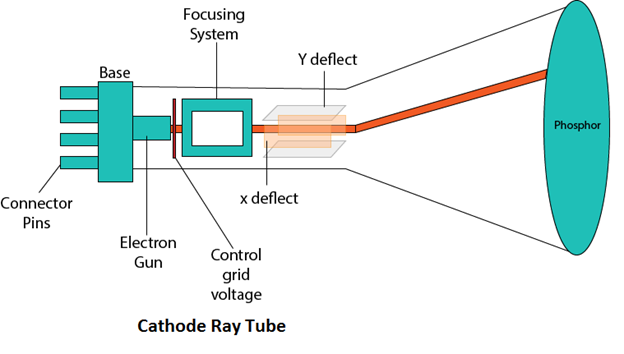 Focusing
System
Y deflect
Base
Phosphor
x deflect
Connector
Pins
Electron
Gun
Control
grid
voltage
Cathode Ray Tube